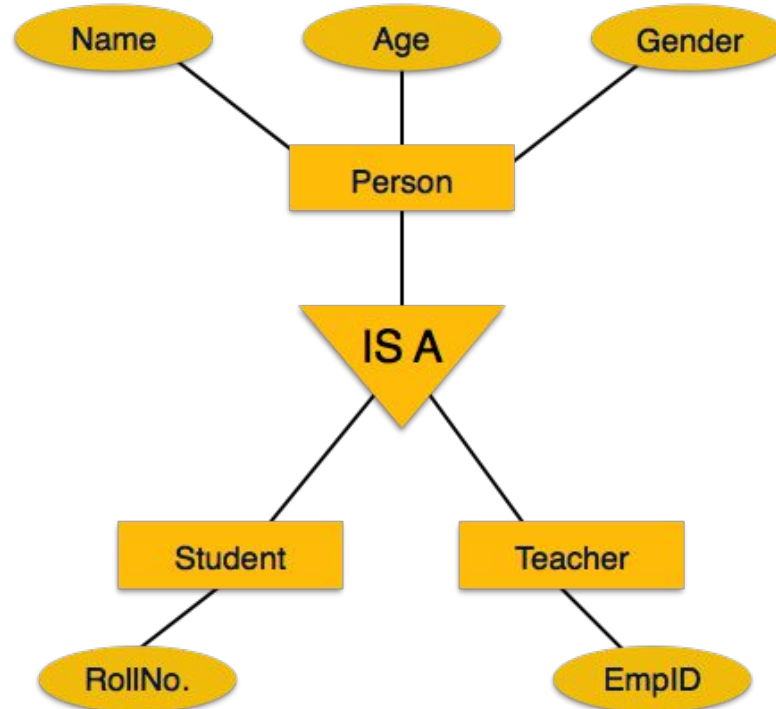 Name
Age
Gender
Person
IS A
Student
Teacher
RollNo.
EmpID